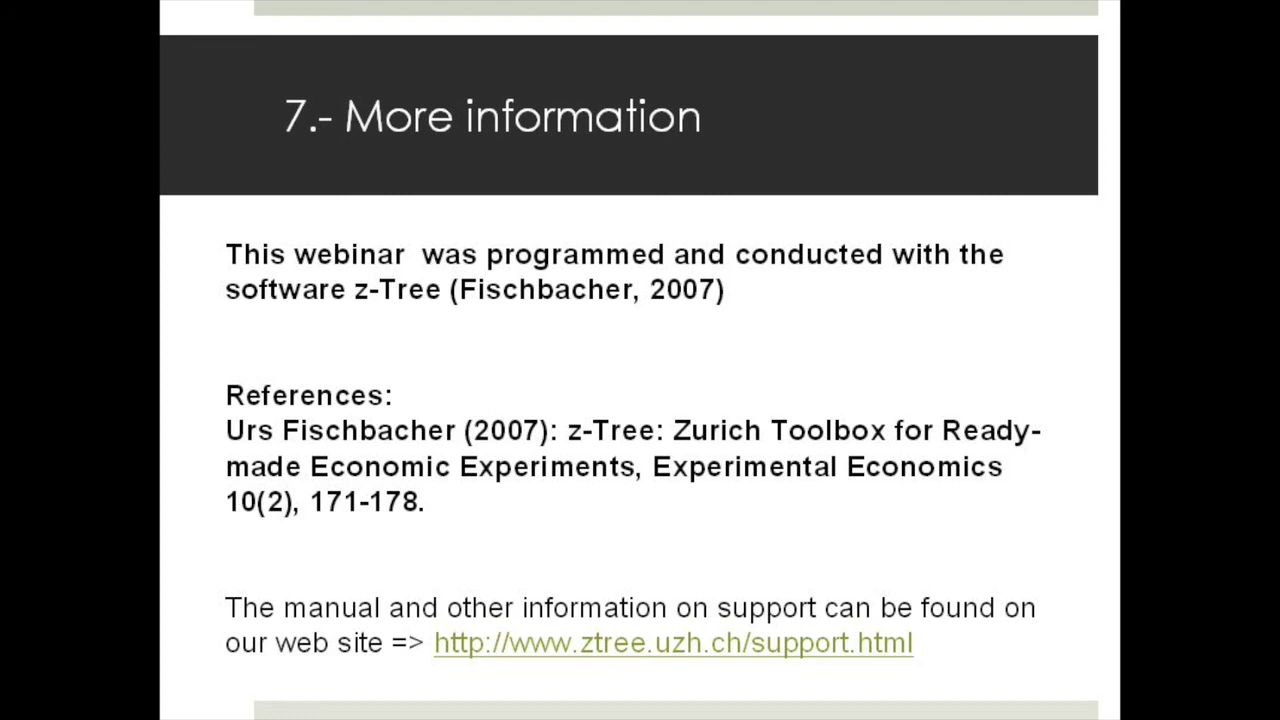 7.- More information
This webinar  was programmed and conducted with the
software z-Tree (Fischbacher, 2007)
References:
Urs Fischbacher (2007): z-Tree: Zurich Toolbox for Ready-
made Economic Experiments, Experimental Economics
10(2), 171-178.
The manual and other information on support can be found on
our web site => http://www.ztree.uzh.ch/support.html